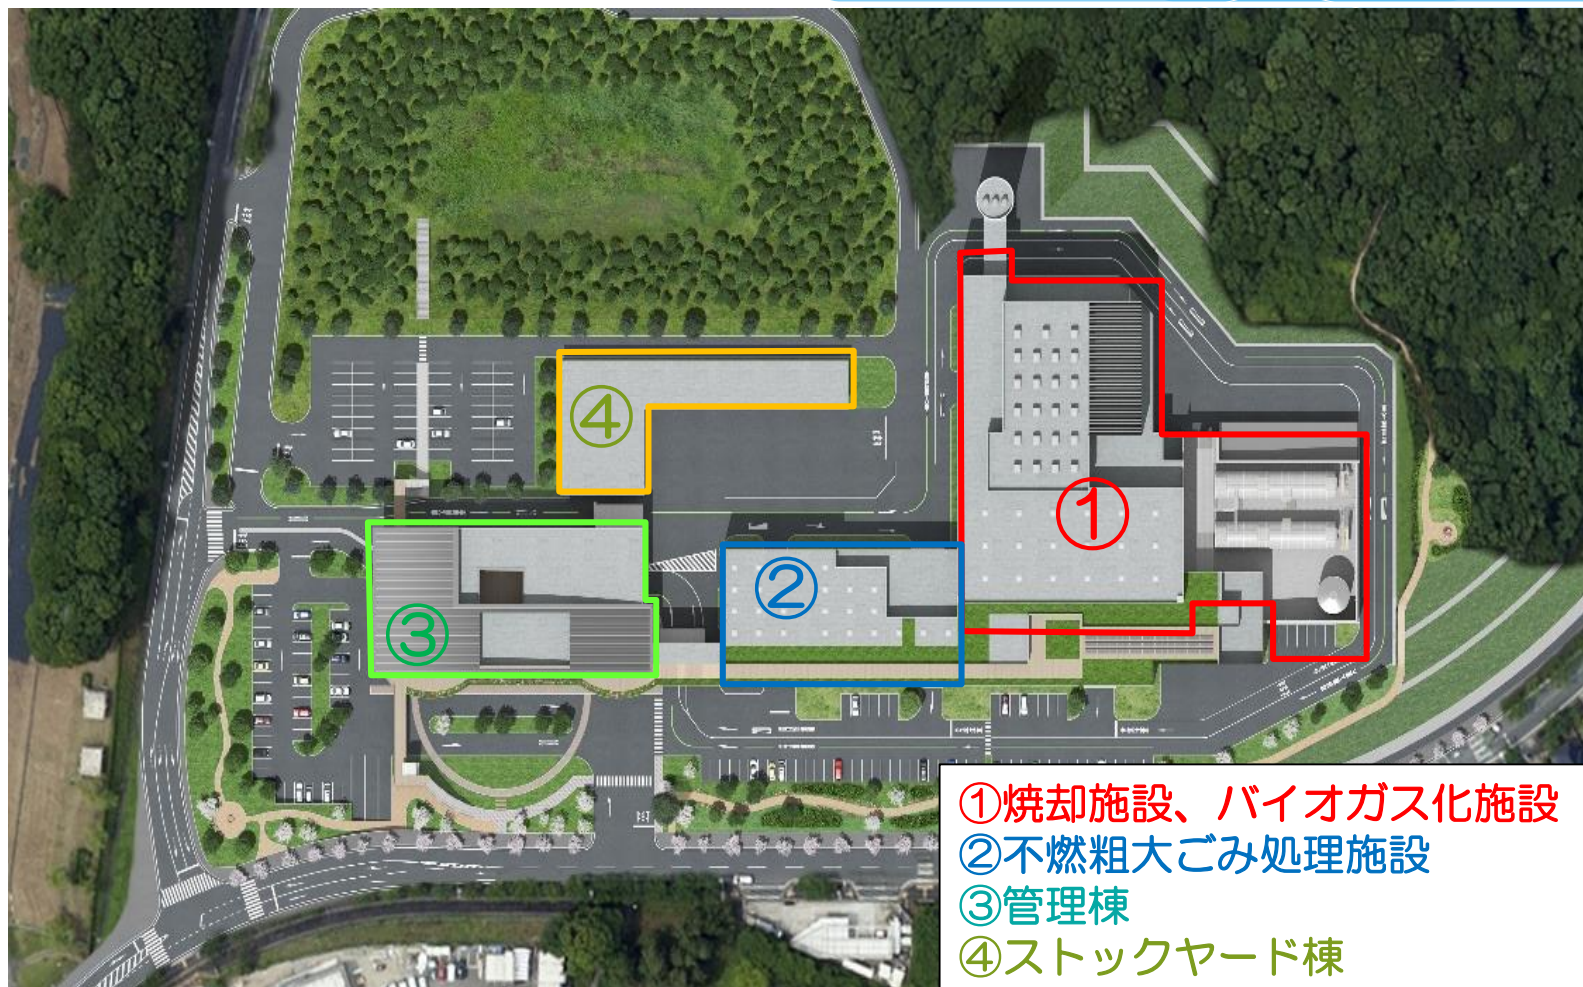 ④
①
②
③
①焼却施設、バイオガス化施設
②不燃粗大ごみ処理施設
③管理棟
④ストックヤード棟